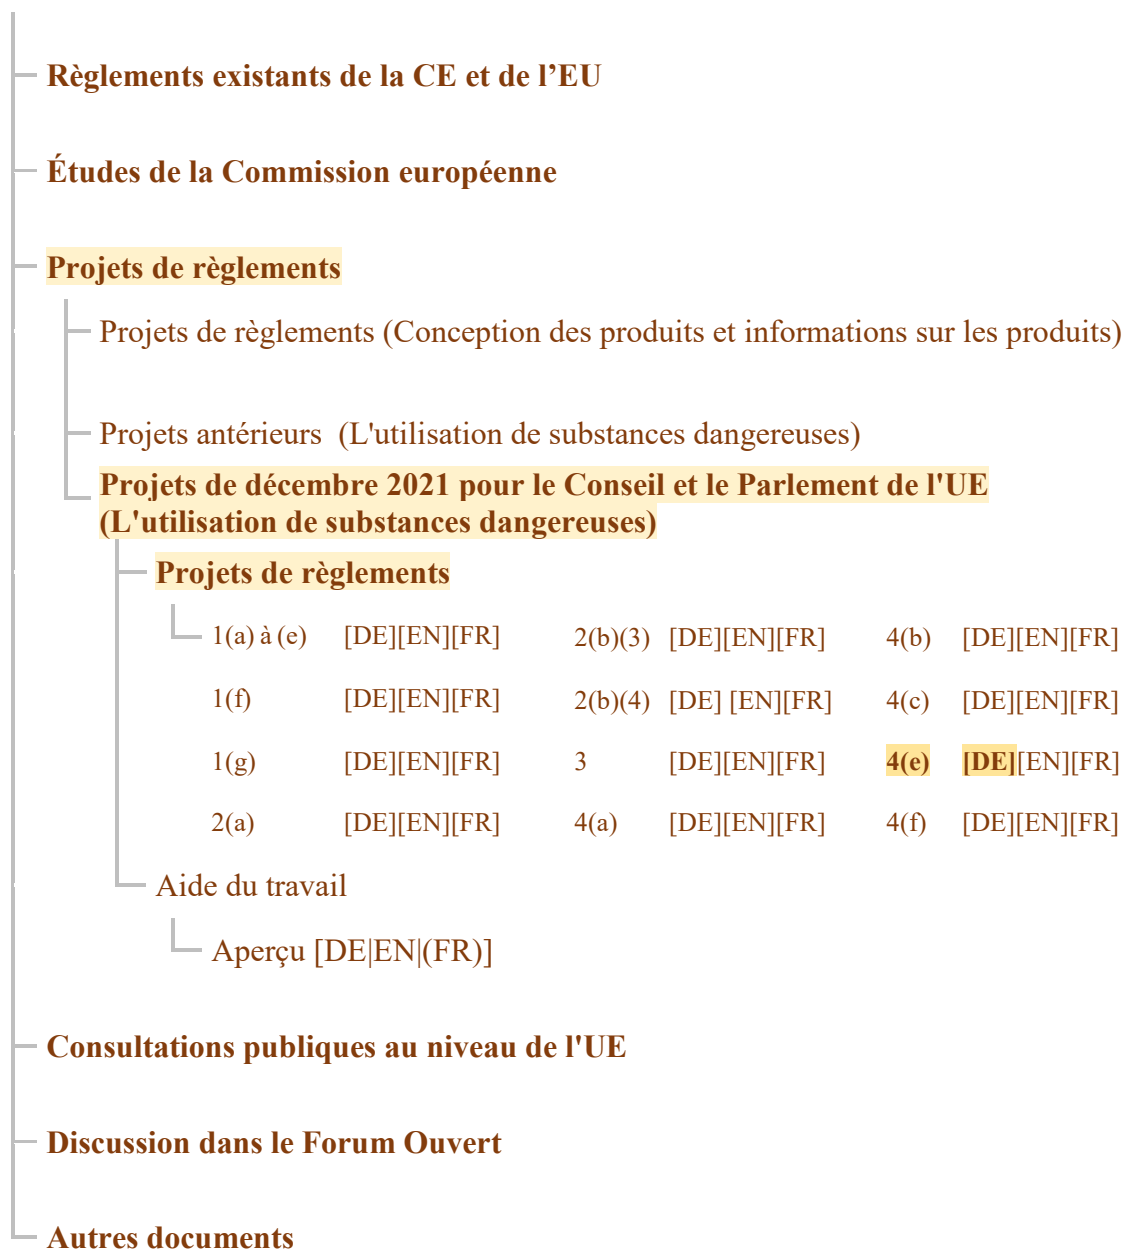 Règlements existants de la CE et de l’EU
Études de la Commission européenne
Projets de règlements
Projets de règlements (Conception des produits et informations sur les produits)
Projets antérieurs  (L'utilisation de substances dangereuses)
Projets de décembre 2021 pour le Conseil et le Parlement de l'UE
(L'utilisation de substances dangereuses)
Projets de règlements
1(a) à (e) [DE][EN][FR] 2(b)(3) [DE][EN][FR] 4(b) [DE][EN][FR]
1(f) [DE][EN][FR] 2(b)(4) [DE] [EN][FR] 4(c) [DE][EN][FR]
1(g) [DE][EN][FR] 3 [DE][EN][FR] 4(e) [DE][EN][FR]
2(a) [DE][EN][FR] 4(a) [DE][EN][FR] 4(f) [DE][EN][FR]
Aide du travail
Aperçu [DE|EN|(FR)]
Consultations publiques au niveau de l'UE
Discussion dans le Forum Ouvert
Autres documents